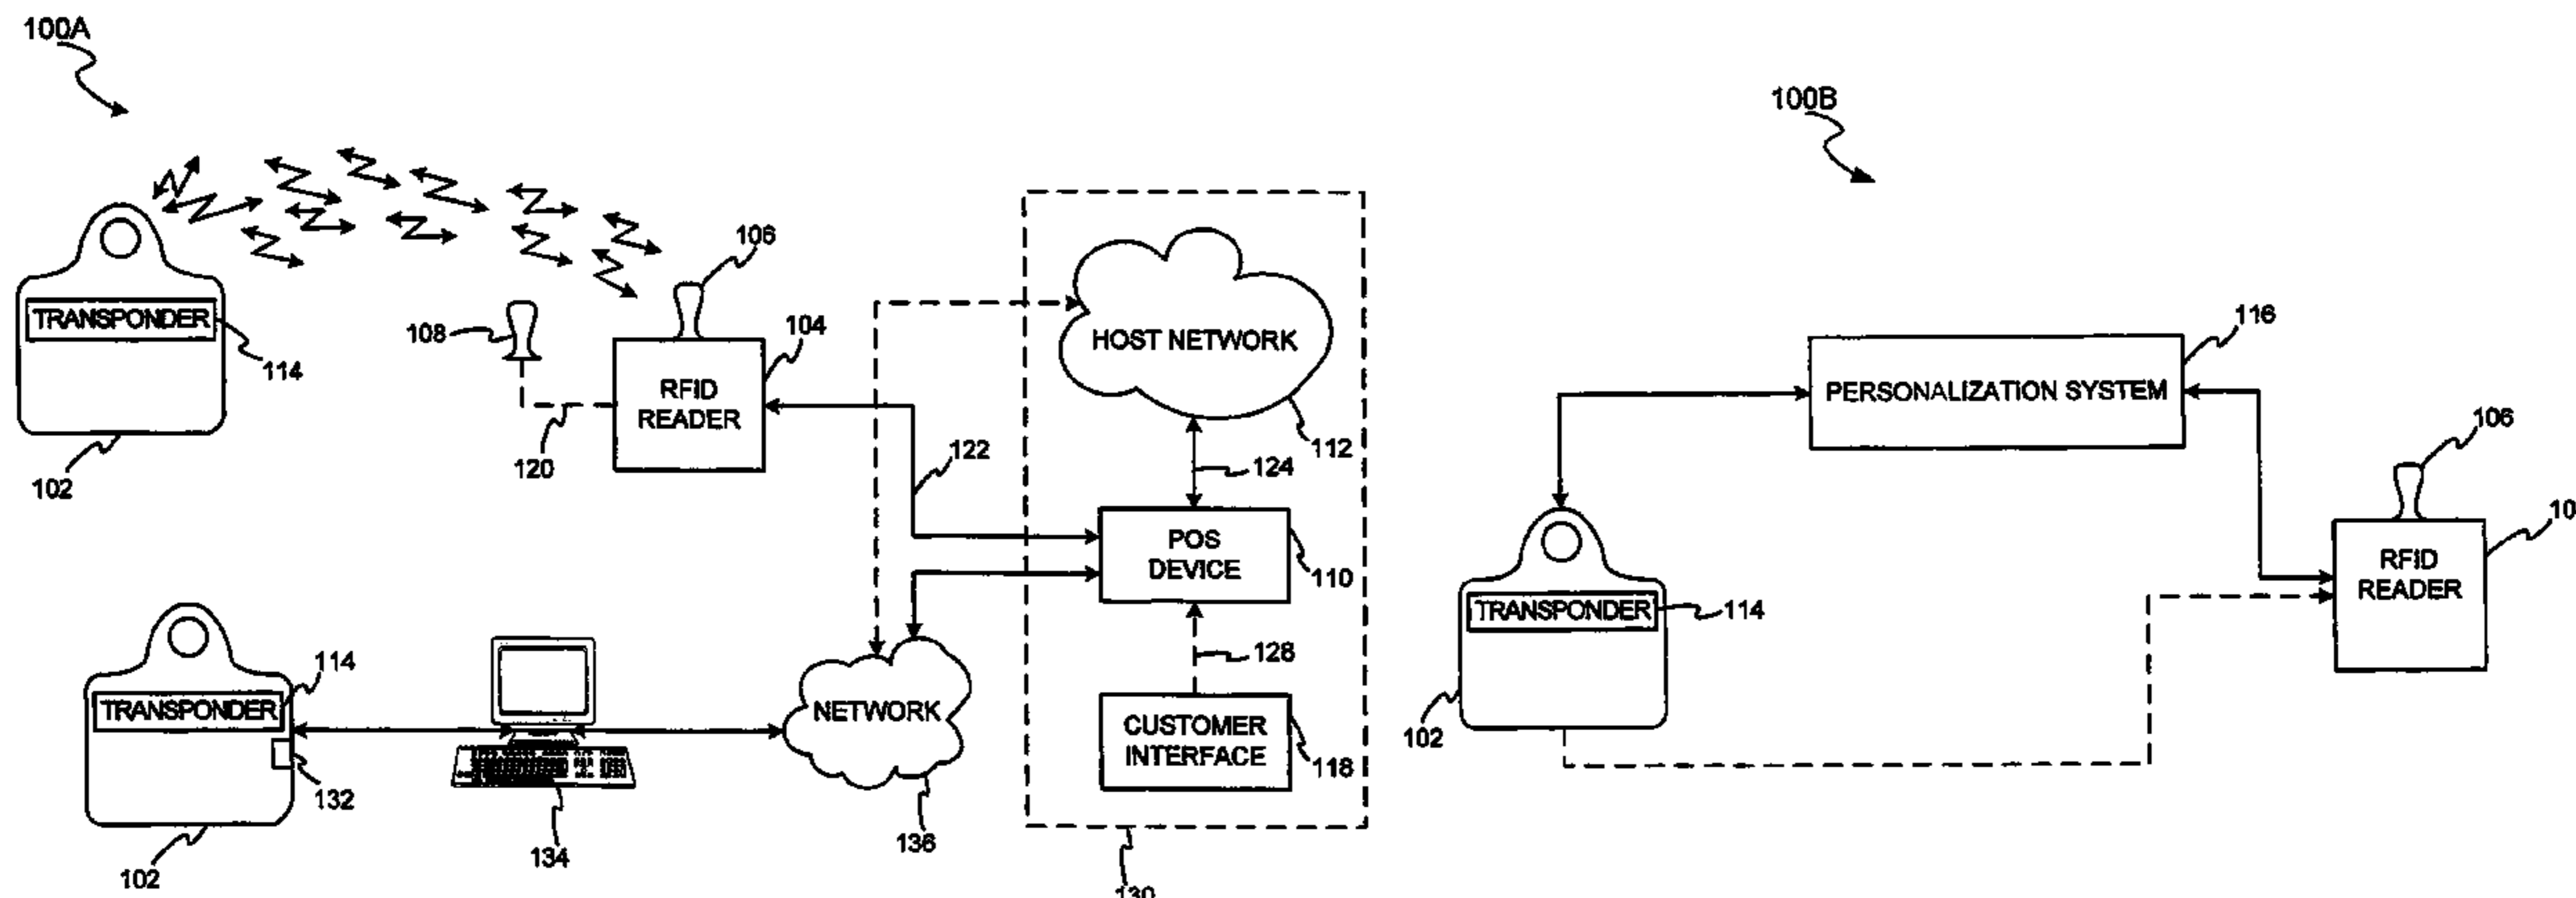 100A
100B
106
TRANSPONDER
108
104
HOST NETWORK
116
114
RFID
READER
PERSONALIZATION SYSTEM
112
106
120
122
124
102
POS
DEVICE
110
10
RFID
READER
TRANSPONDER
114
114
128
TRANSPONDER
NETWORK
CUSTOMER
INTERFACE
102
118
132
134
136
102
130